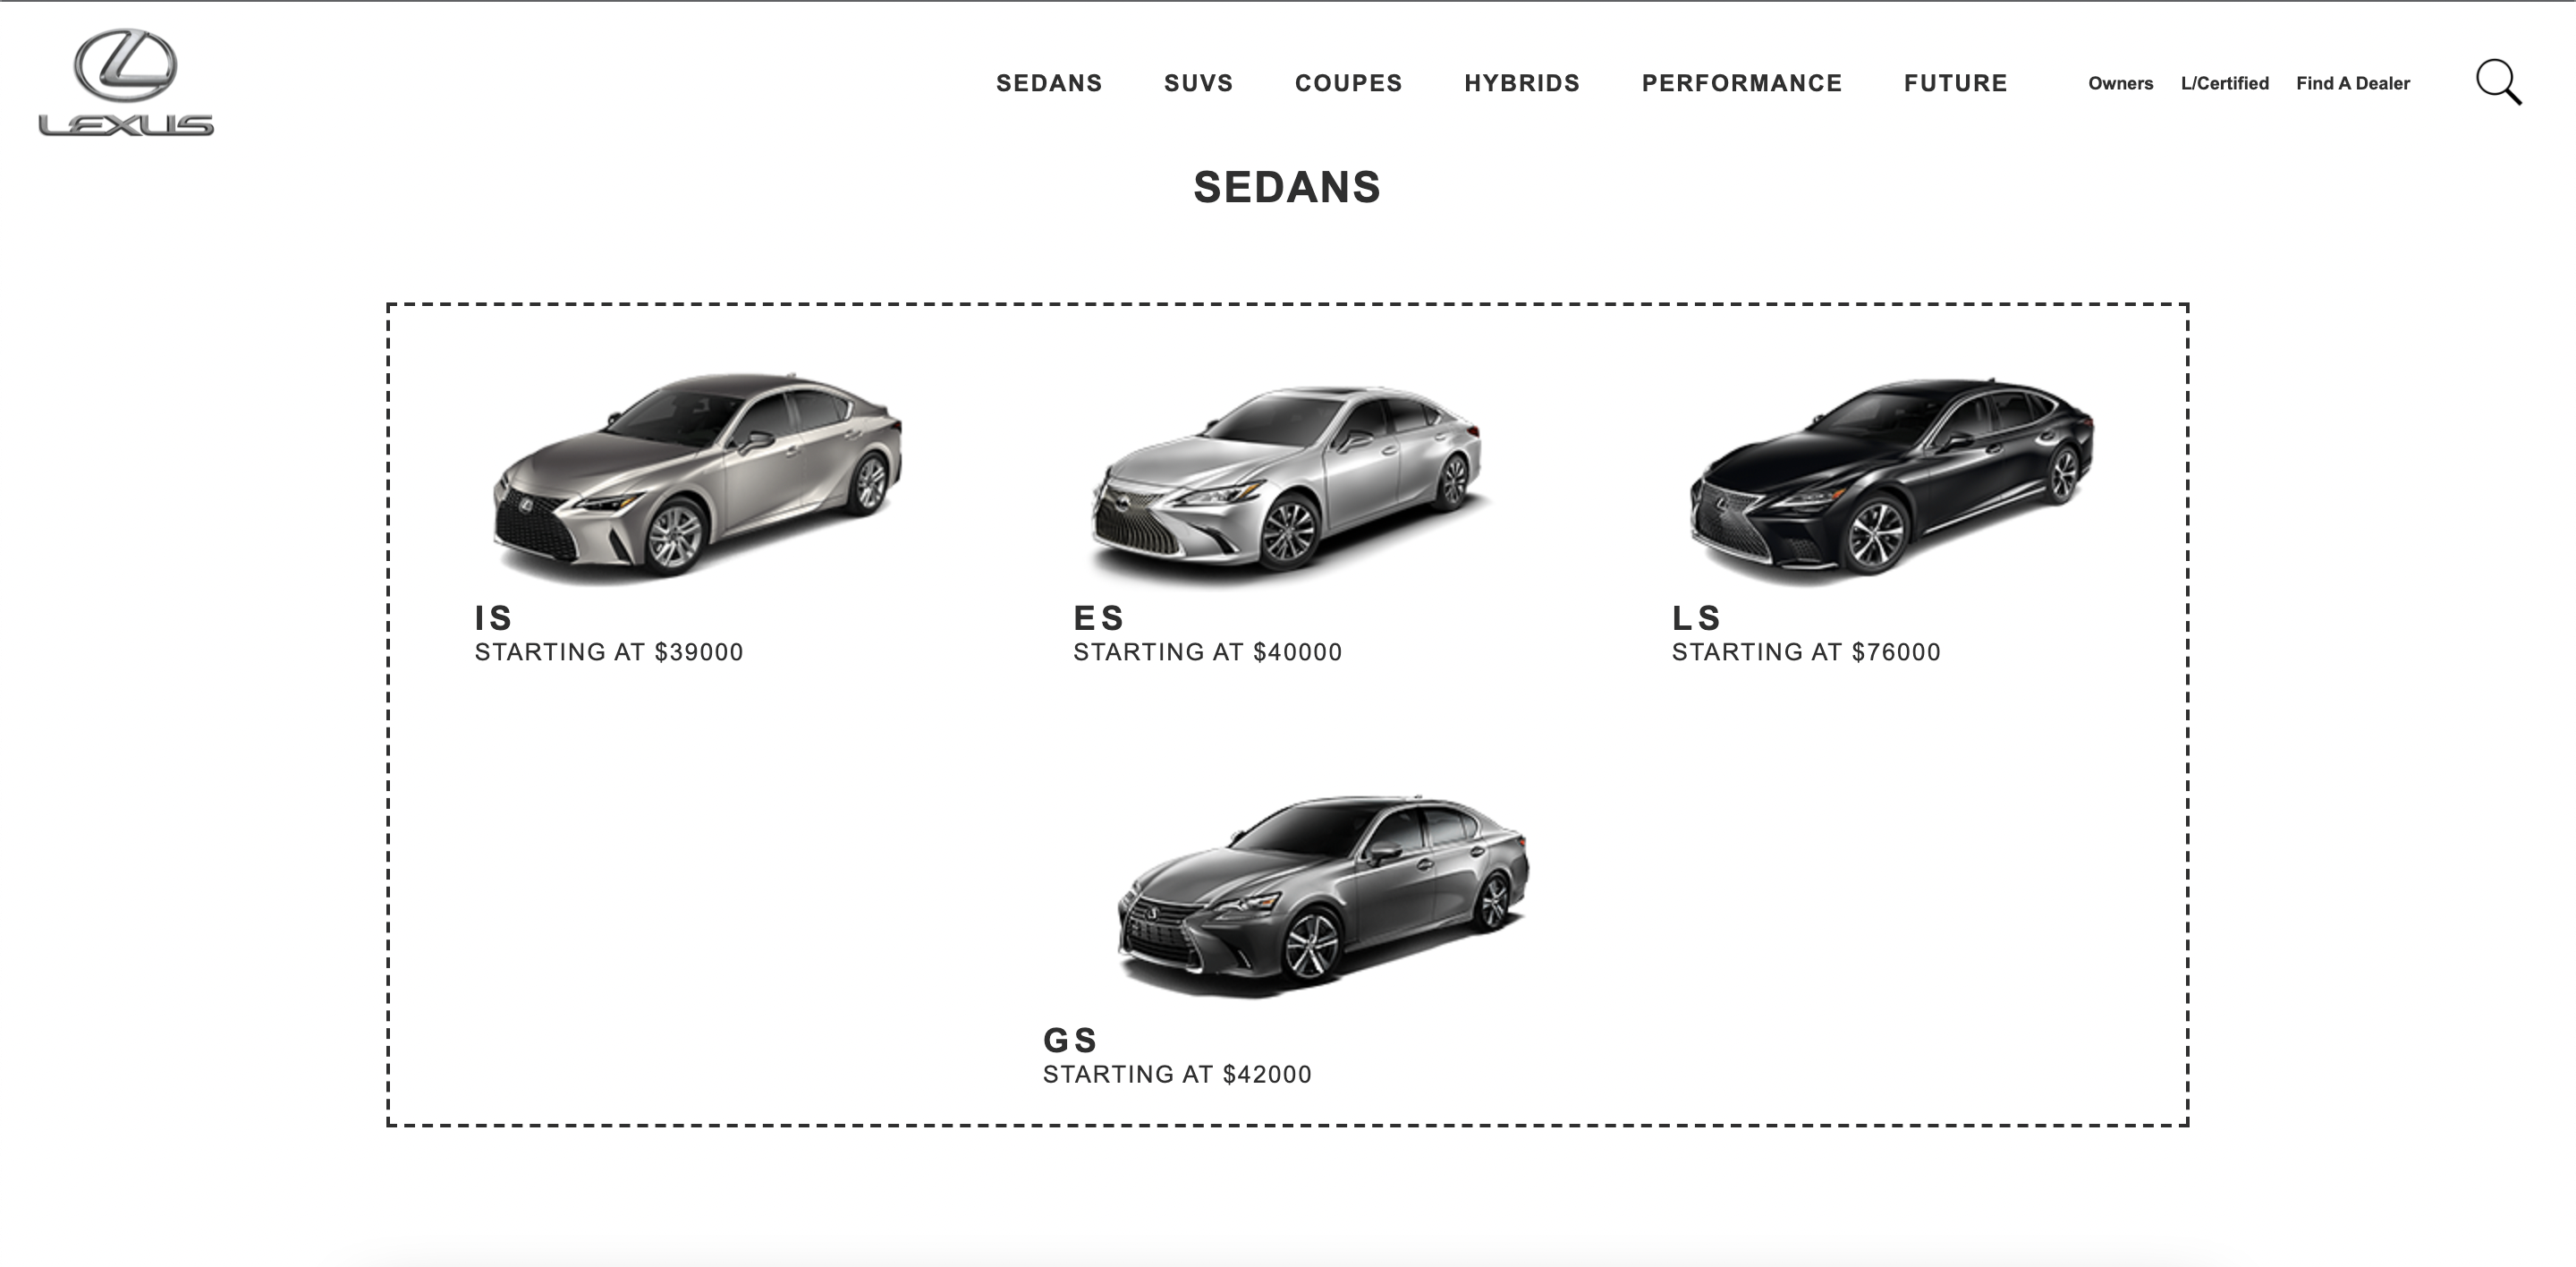 LEXUS
SEDANS SUVS COUPES HYBRIDS PERFORMANCE FUTURE Owners L/Certified Find A Dealer
SEDANS
IS
STARTING AT $39000
ES
STARTING AT $40000
LS
STARTING AT $76000
GS
STARTING AT $42000